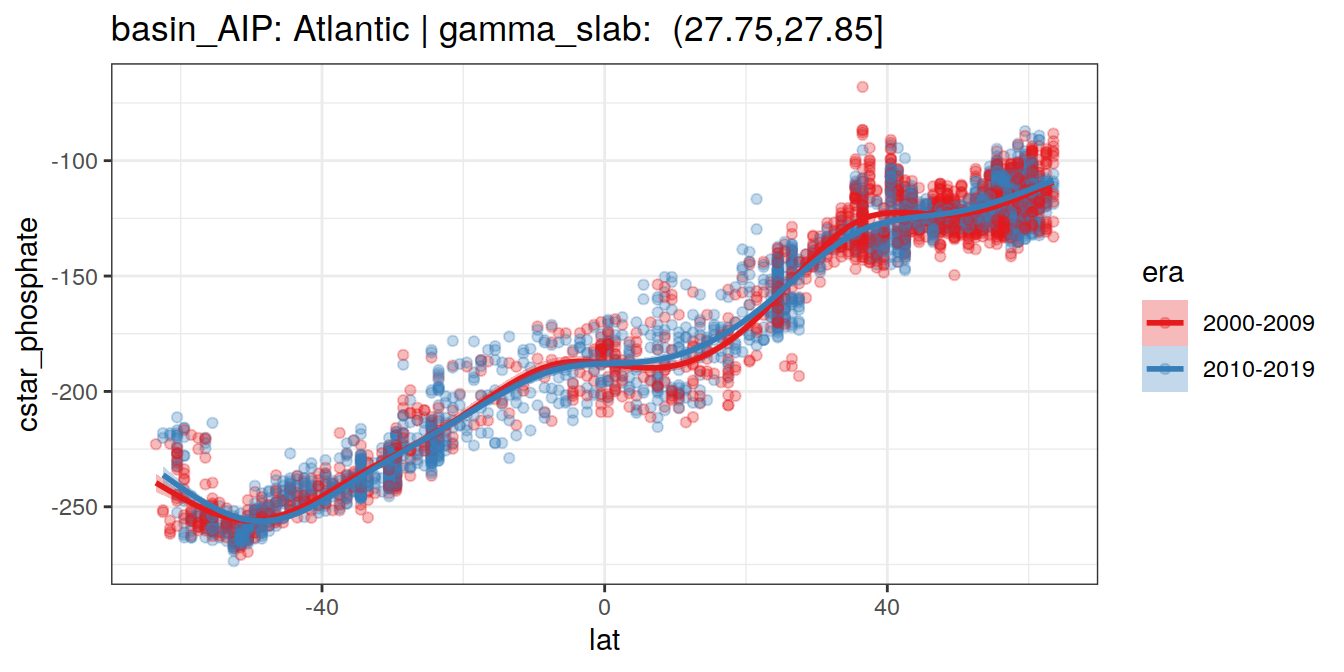 basin_AIP: Atlantic | gamma_slab:  (27.75,27.85]
cstar_phosphate
-100
-150
-200
-250
-40
0
40
lat
era
2000-2009
2010-2019